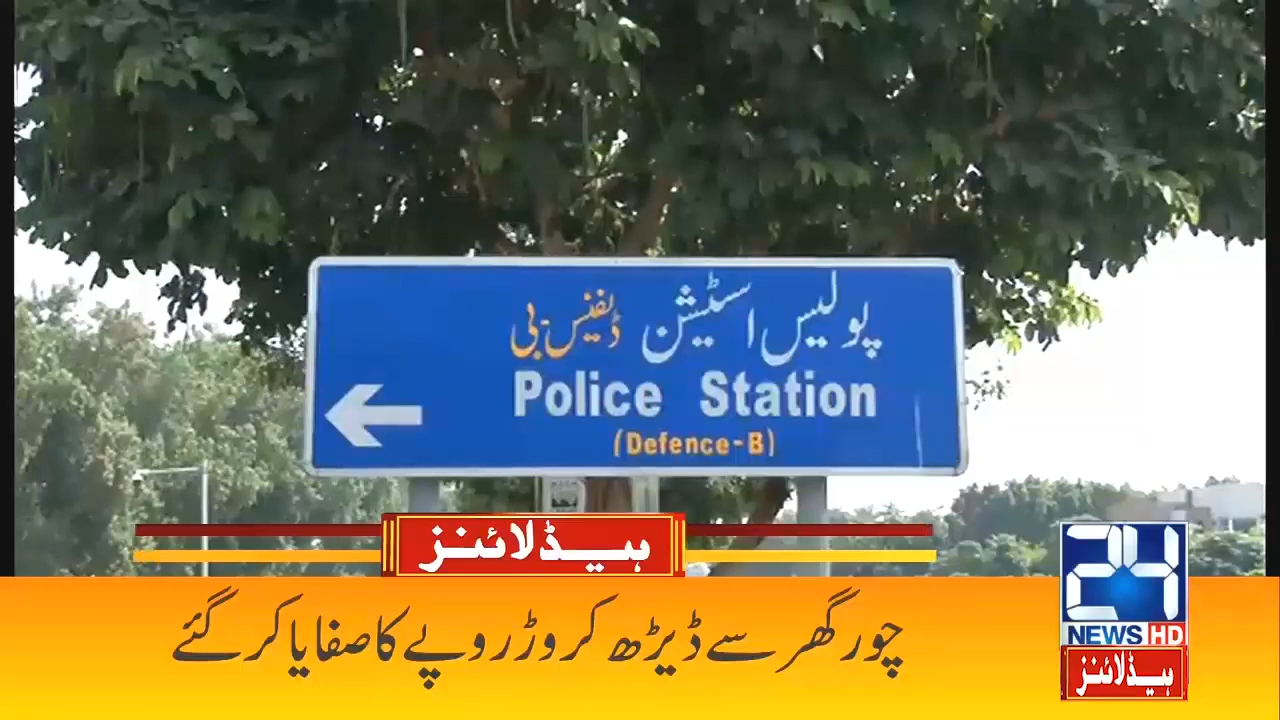 پولیس اسٹیشن ڈیفنس-بی
Police Station
(Defence-B)
ہیڈلائنز
چور گھر سے ڈیڑھ کروڑ روپے کا صفایا کر گئے
24
NEWS HD
ہیڈلائنز